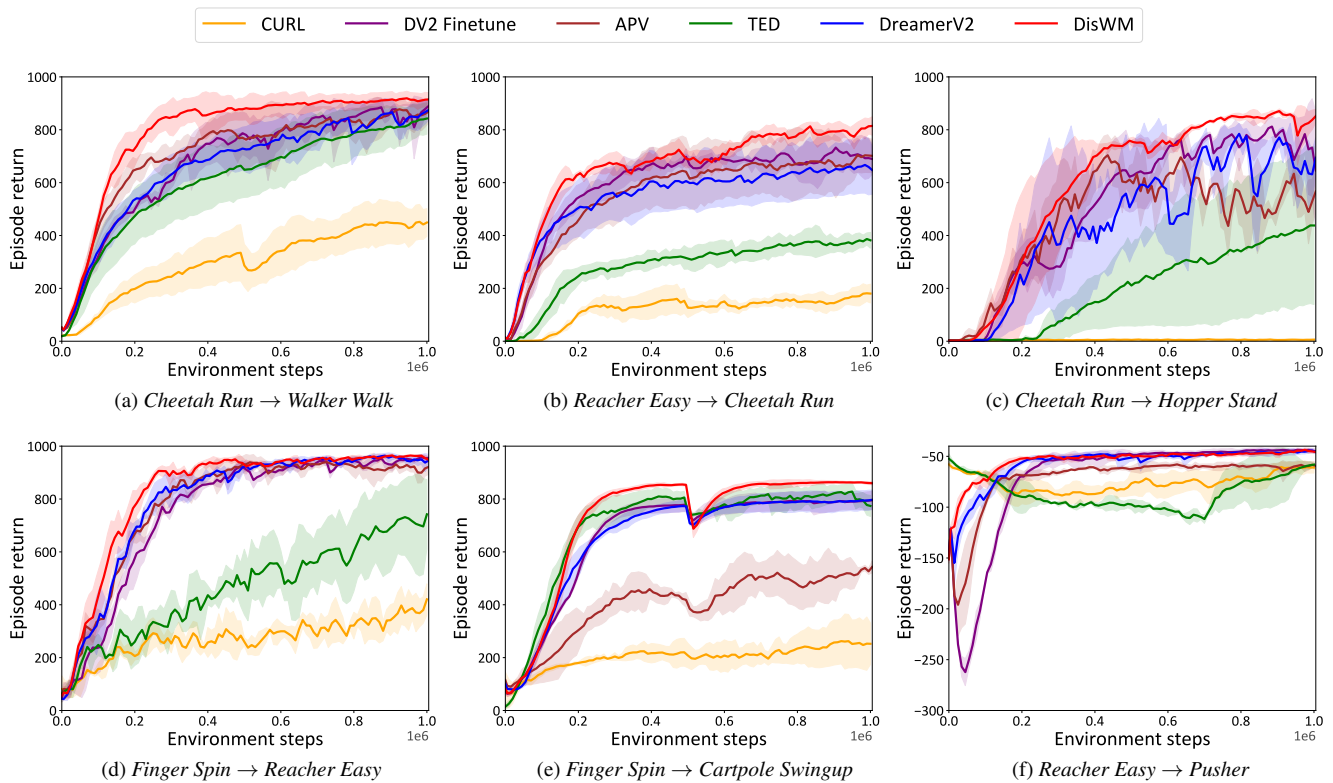 CURL DV2 Finetune APV TED DreamerV2 DisWM
1000
800
600
400
200
0
Episode return
0.0 0.2 0.4 0.6 0.8 1.0
1e6
Environment steps
(a) Cheetah Run → Walker Walk
1000
800
600
400
200
0
Episode return
0.0 0.2 0.4 0.6 0.8 1.0
1e6
Environment steps
(b) Reacher Easy → Cheetah Run
1000
800
600
400
200
0
Episode return
0.0 0.2 0.4 0.6 0.8 1.0
1e6
Environment steps
(c) Cheetah Run → Hopper Stand
1000
800
600
400
200
0
Episode return
0.0 0.2 0.4 0.6 0.8 1.0
1e6
Environment steps
(d) Finger Spin → Reacher Easy
1000
800
600
400
200
0
Episode return
0.0 0.2 0.4 0.6 0.8 1.0
1e6
Environment steps
(e) Finger Spin → Cartpole Swingup
−50
−100
−150
−200
−250
−300
Episode return
0.0 0.2 0.4 0.6 0.8 1.0
1e6
Environment steps
(f) Reacher Easy → Pusher